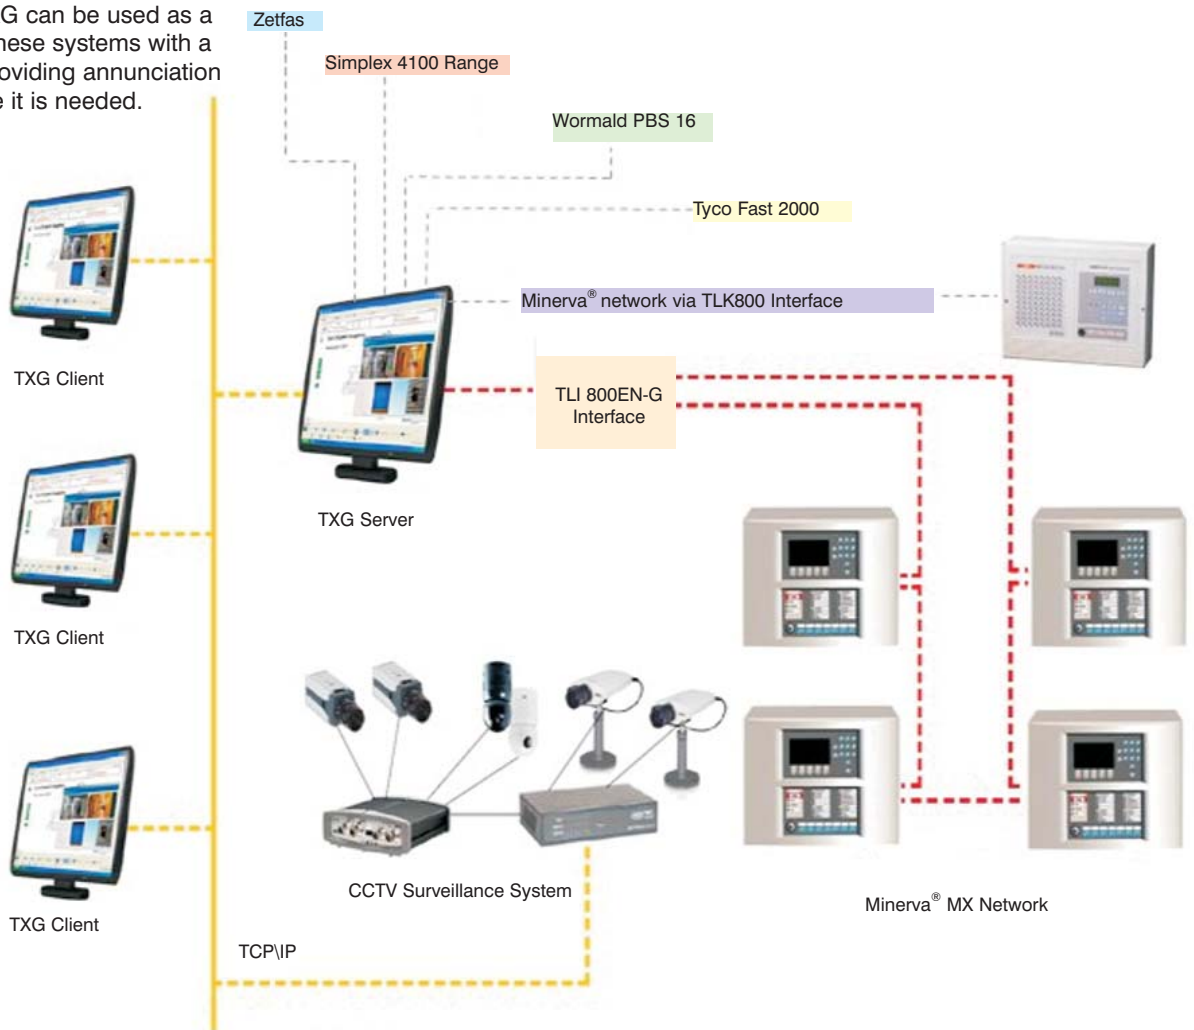 G can be used as a
hese systems with a
oviding annunciation
e it is needed.
Zetfas
Simplex 4100 Range
Wormald PBS 16
Tyco Fast 2000
Minerva® network via TLK800 Interface
TLI 800EN-G
Interface
TXG Client
TXG Server
TXG Client
CCTV Surveillance System
Minerva® MX Network
TXG Client
TCP\IP